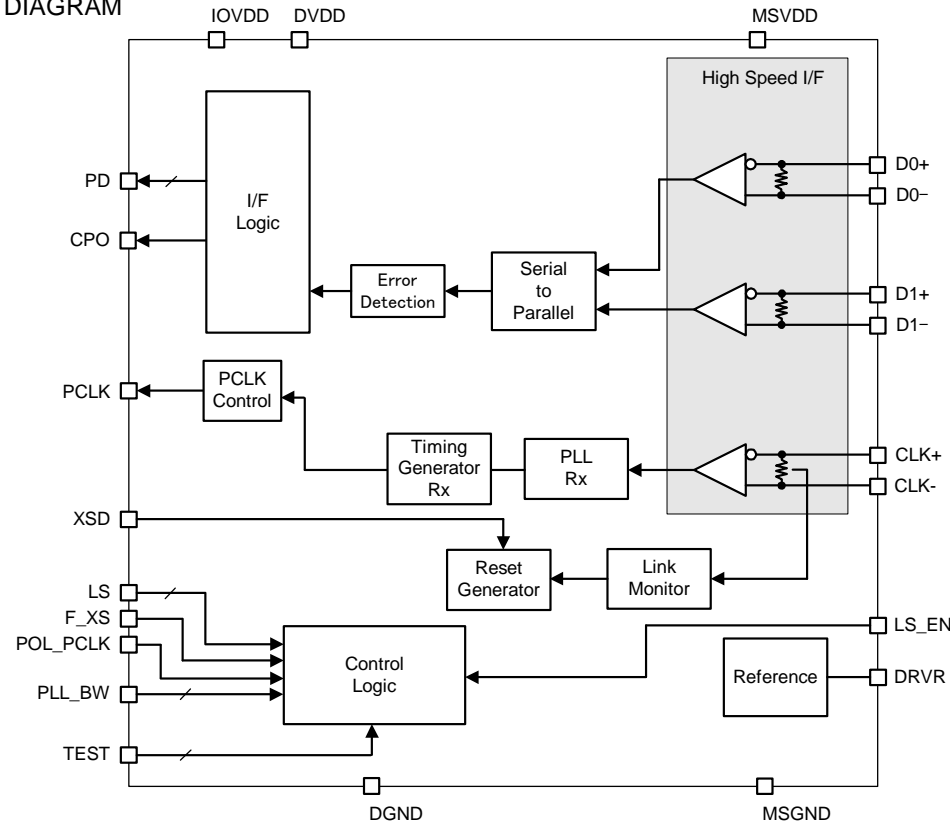 DIAGRAM
IOVDD
DVDD
MSVDD
High Speed I/F
PD
CPO
I/F
Logic
Error
Detection
Serial
to
Parallel
D0+
D0−
D1+
D1−
PCLK
PCLK
Control
Timing
Generator
Rx
PLL
Rx
CLK+
CLK-
XSD
Reset
Generator
Link
Monitor
LS
F_XS
POL_PCLK
PLL_BW
TEST
Control
Logic
LS_EN
Reference
DRVR
DGND
MSGND